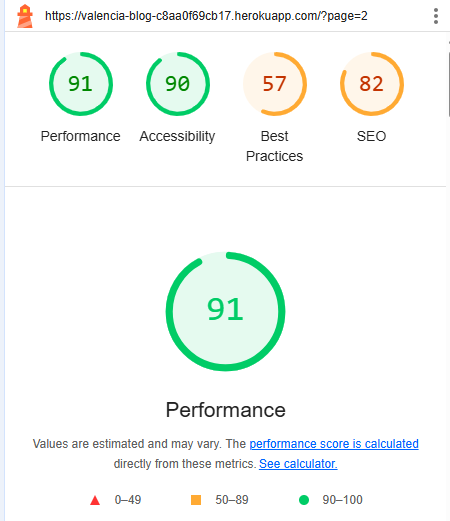 https://valencia-blog-c8aa0f69cb17.herokuapp.com/?page=2
91 90 57 82
Performance Accessibility Best Practices SEO
91
Performance
Values are estimated and may vary. The performance score is calculated
directly from these metrics. See calculator.
0–49 50–89 90–100